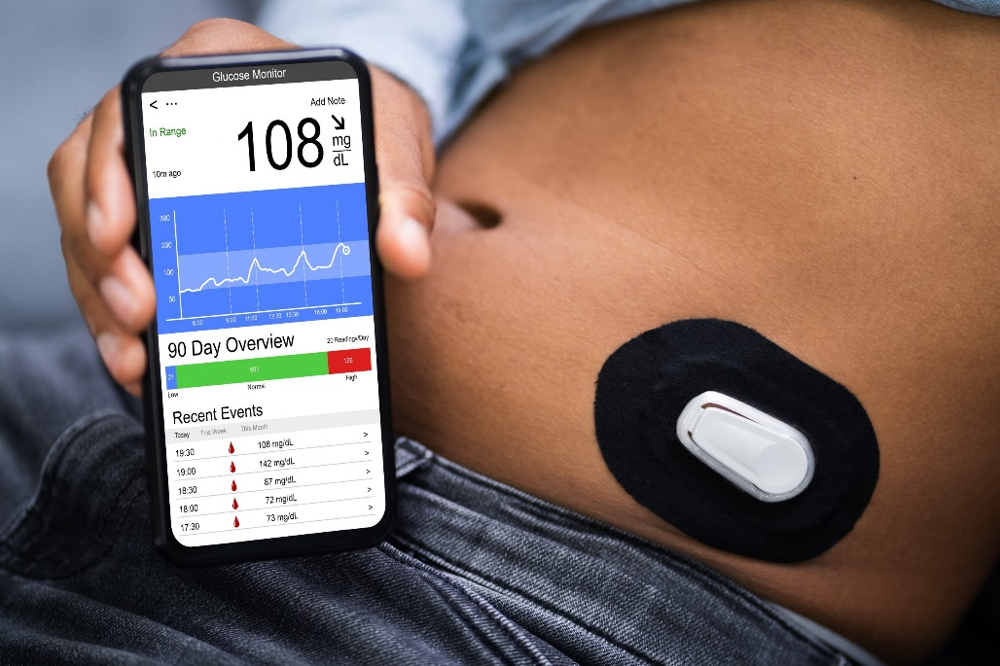 Glucose Monitor
< ...
Add Note
In Range
108 mg/dL
10m ago
300
200
100
50
6:00 9:00 11:00 12:20 13:30 16:00 19:00
90 Day Overview 20 Readings/Day
21 501 126
Low Normal High
Recent Events
Today This Week This Month
19:30 108 mg/dL >
19:00 142 mg/dL >
18:30 87 mg/dL >
18:00 72 mg/dL >
17:30 73 mg/dL >